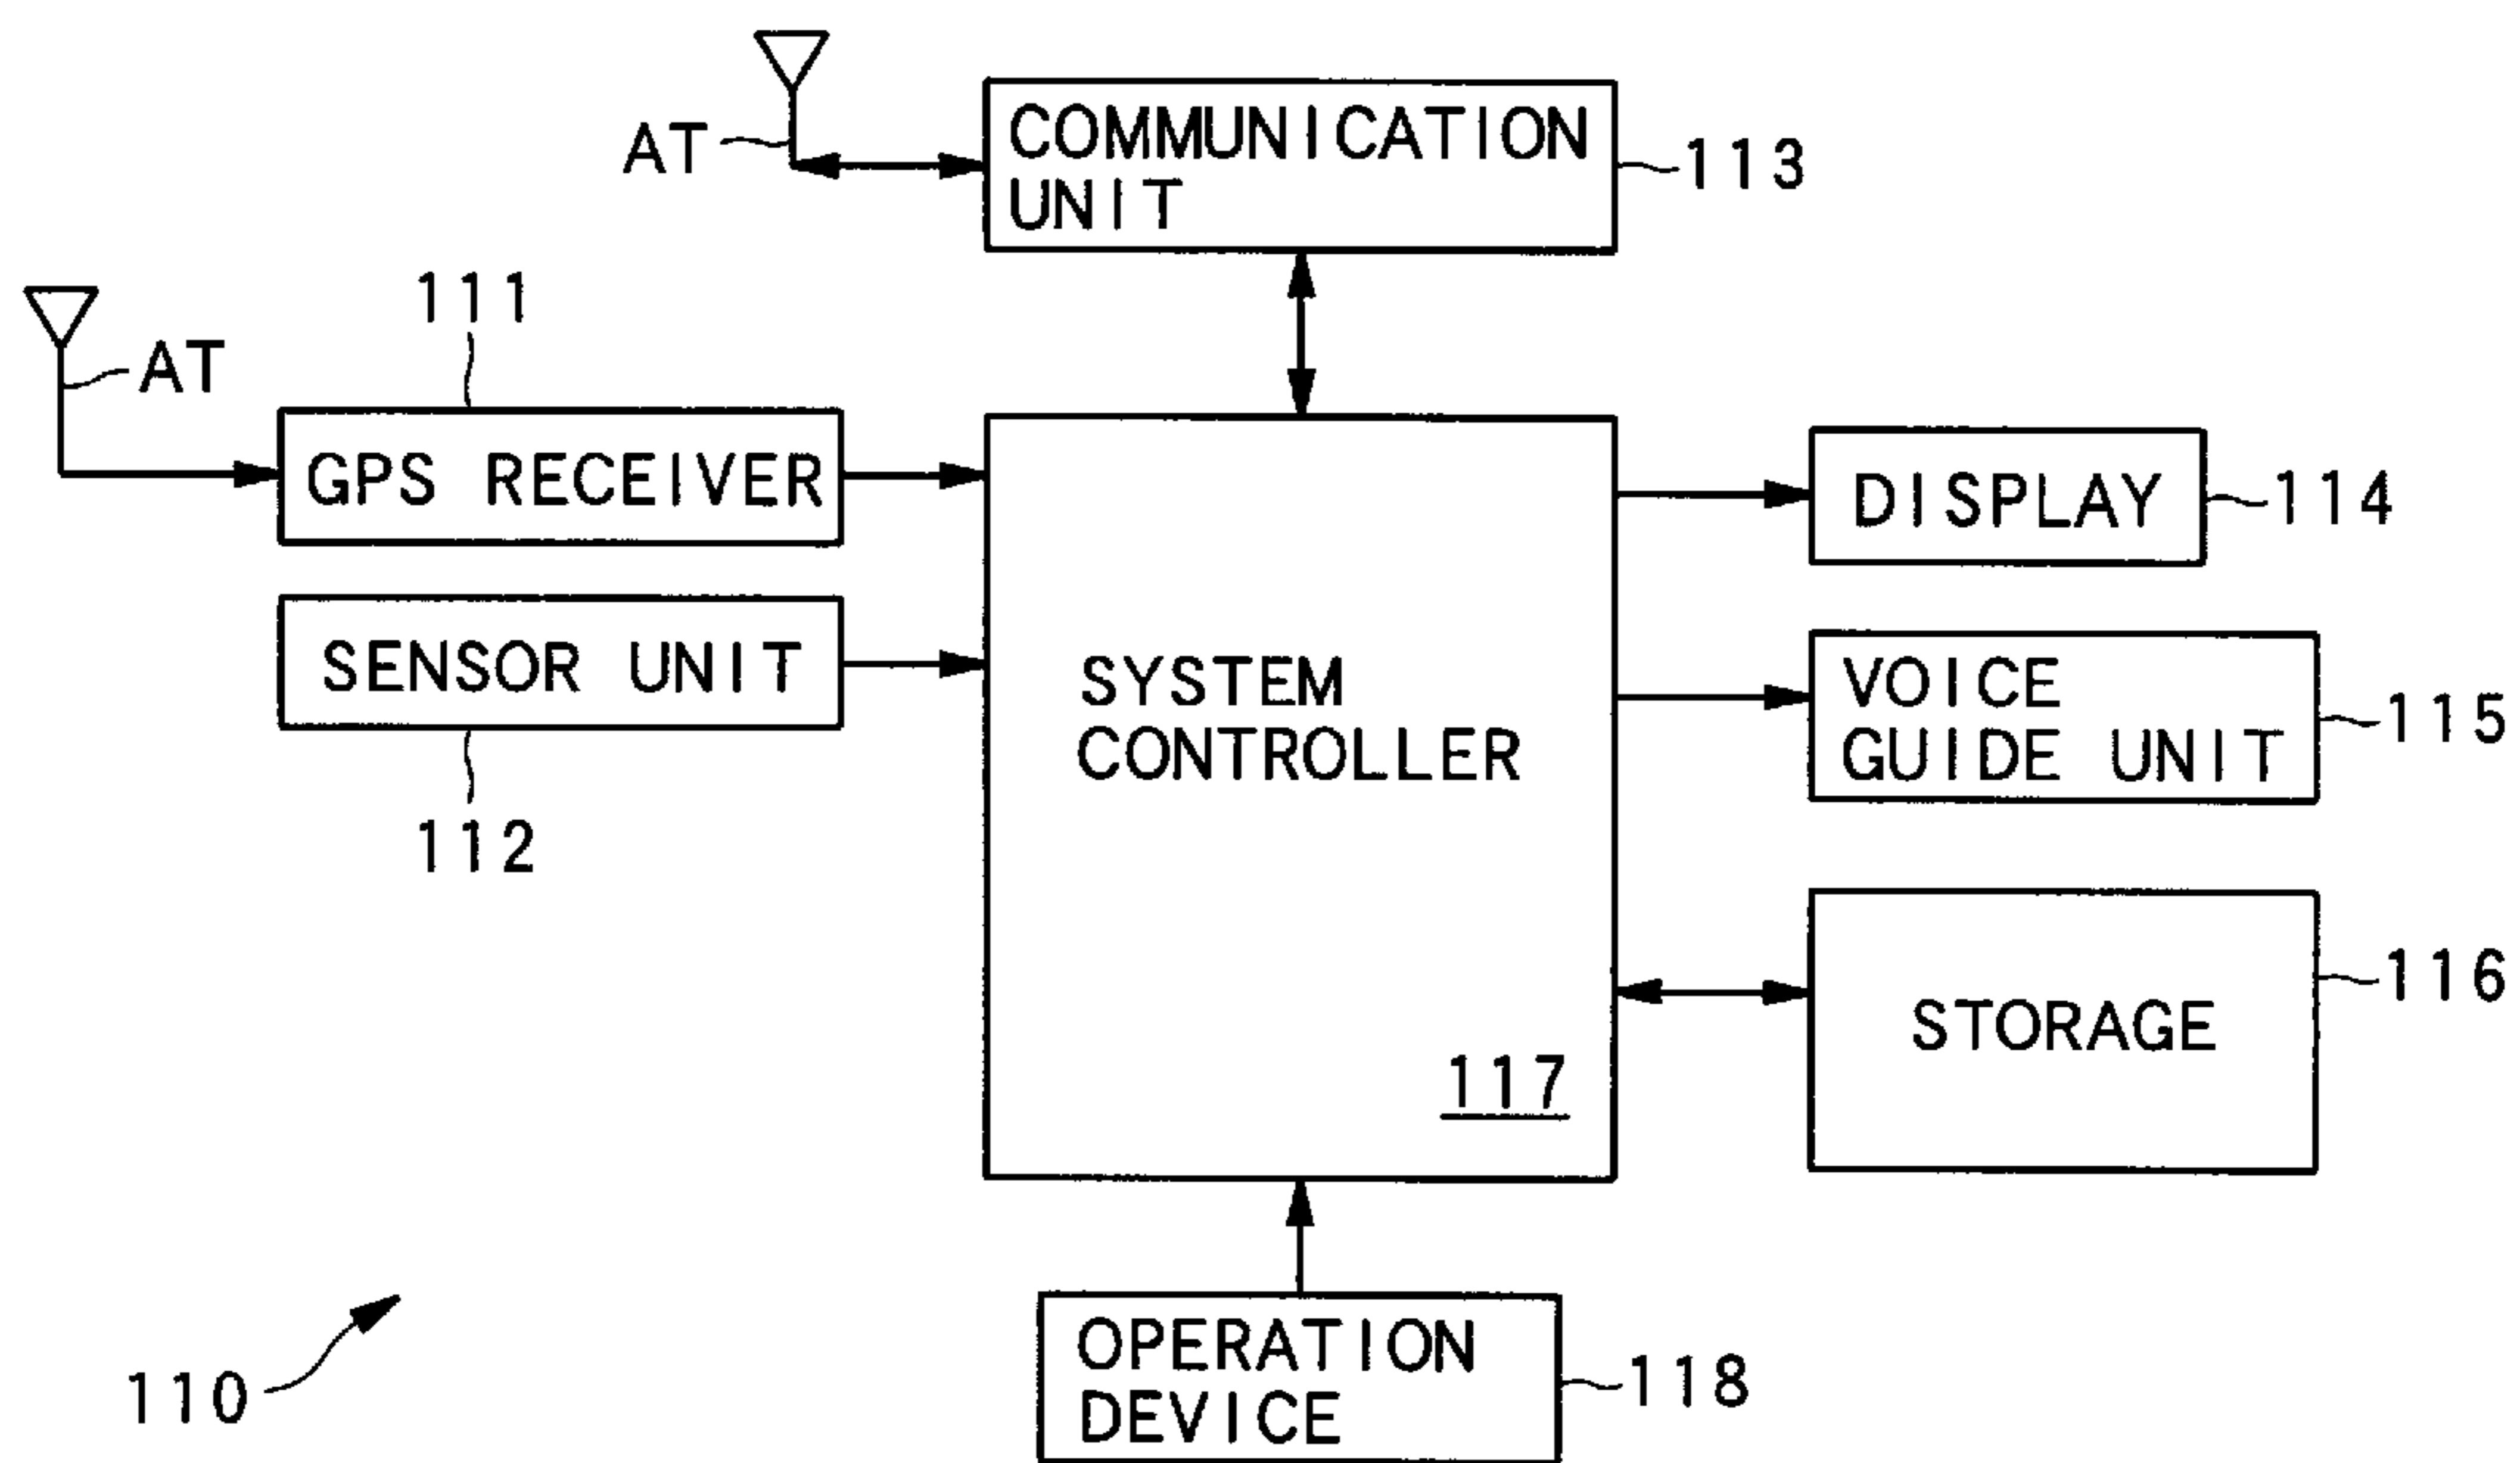 COMMUNICATION
UNIT
113
AT
111
AT
GPS RECEIVER
DISPLAY
114
SENSOR UNIT
112
SYSTEM
CONTROLLER
117
VOICE
GUIDE UNIT
115
STORAGE
116
OPERATION
DEVICE
118
110